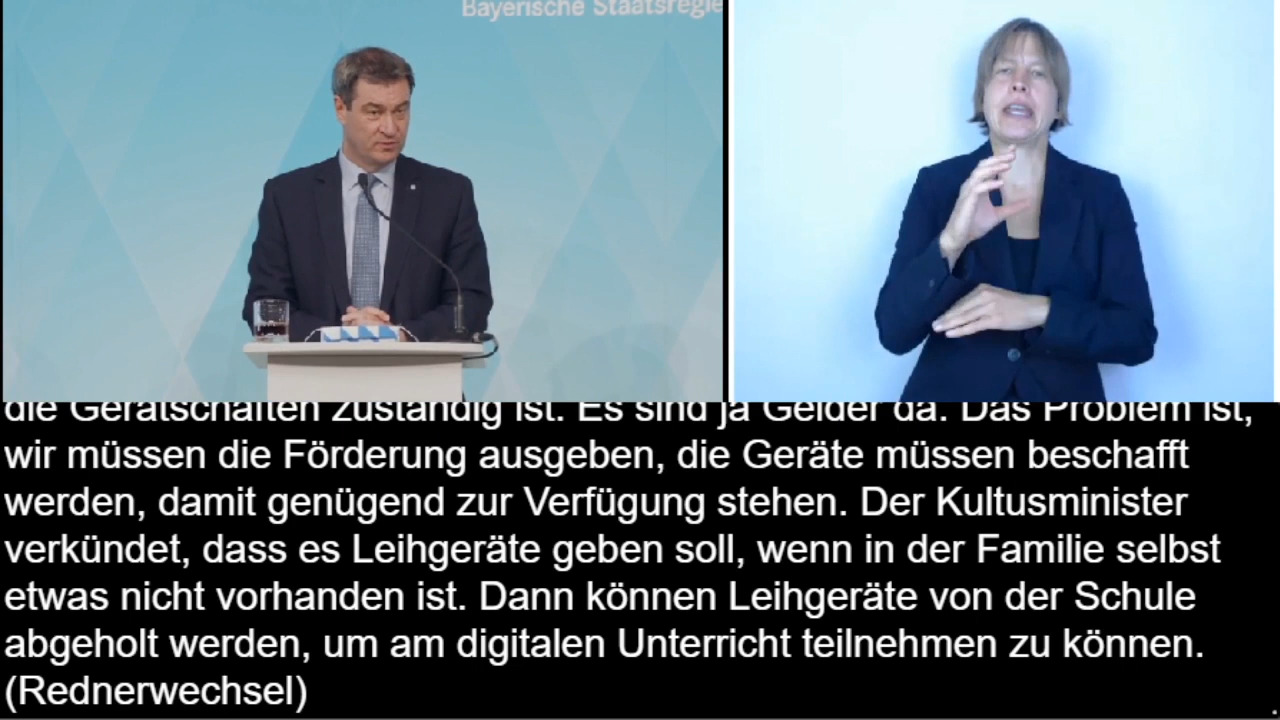 Bayerische Staatsregie
die Gerätschaften zuständig ist. Es sind ja Gelder da. Das Problem ist,
wir müssen die Förderung ausgeben, die Geräte müssen beschafft
werden, damit genügend zur Verfügung stehen. Der Kultusminister
verkündet, dass es Leihgeräte geben soll, wenn in der Familie selbst
etwas nicht vorhanden ist. Dann können Leihgeräte von der Schule
abgeholt werden, um am digitalen Unterricht teilnehmen zu können.
(Rednerwechsel)